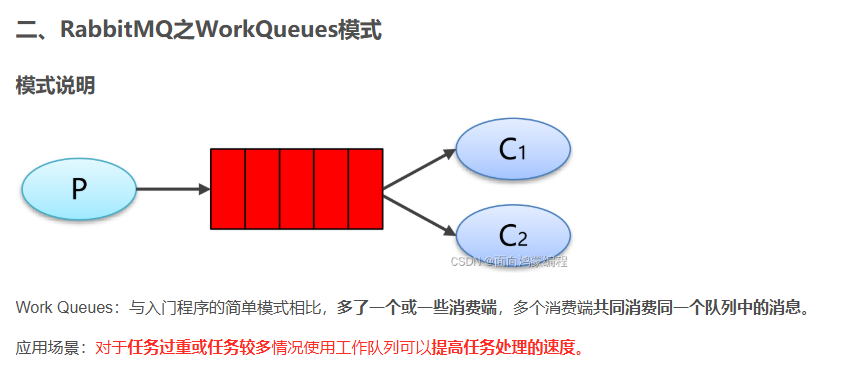 二、RabbitMQ之WorkQueues模式
模式说明
P
C1
C2
CSDN @面向鸿蒙编程
Work Queues：与入门程序的简单模式相比，多了一个或一些消费端，多个消费端共同消费同一个队列中的消息。
应用场景：对于任务过重或任务较多情况使用工作队列可以提高任务处理的速度。